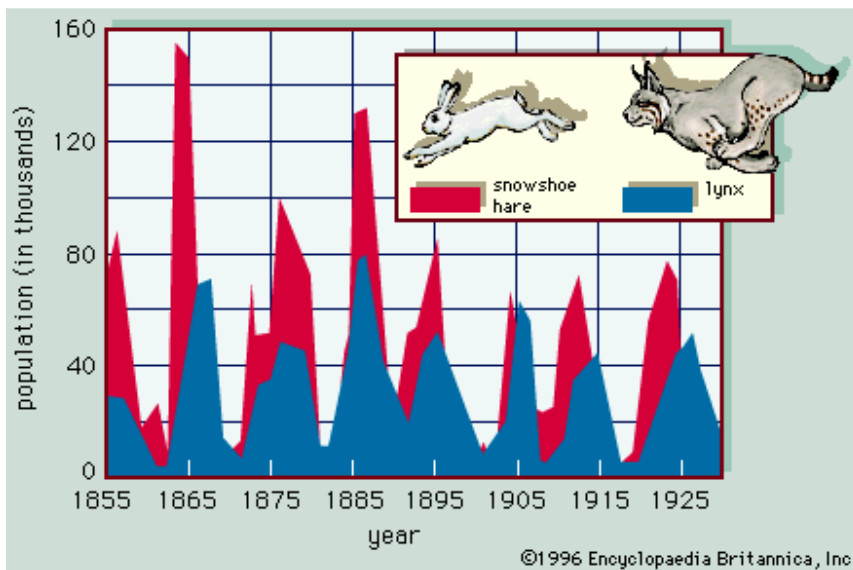 160
120
80
40
0
population (in thousands)
snowshoe
hare
lynx
1855 1865 1875 1885 1895 1905 1915 1925
year
©1996 Encyclopaedia Britannica, Inc